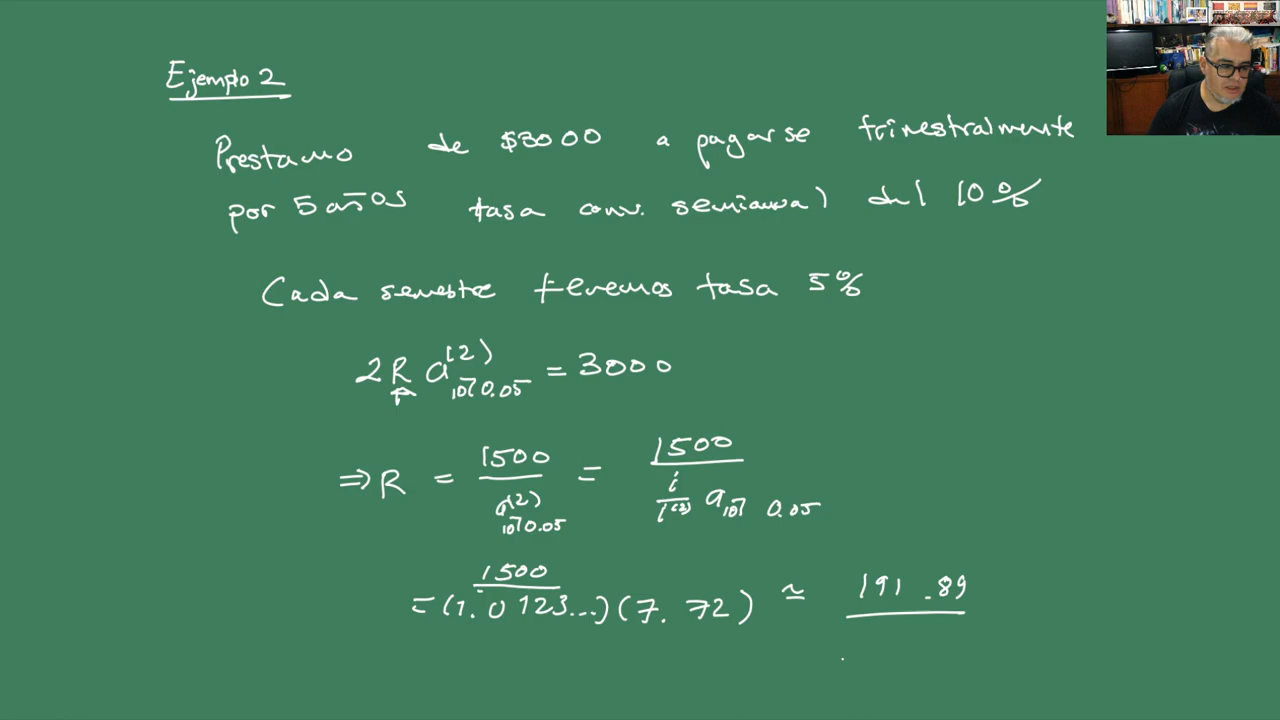 Ejemplo 2
Prestamo de $3000 a pagarse trimestralmente
por 5 años tasa conv. semianual del 10%
Cada semestre tenemos tasa 5%
2R a^{(2)}_{10⌉0.05} = 3000
⇒ R = 1500 / a^{(2)}_{10⌉0.05} = 1500 / (i / i^{(2)} a_{10⌉ 0.05})
= 1500 / (1.0123...)(7.72) ≃ 191.89